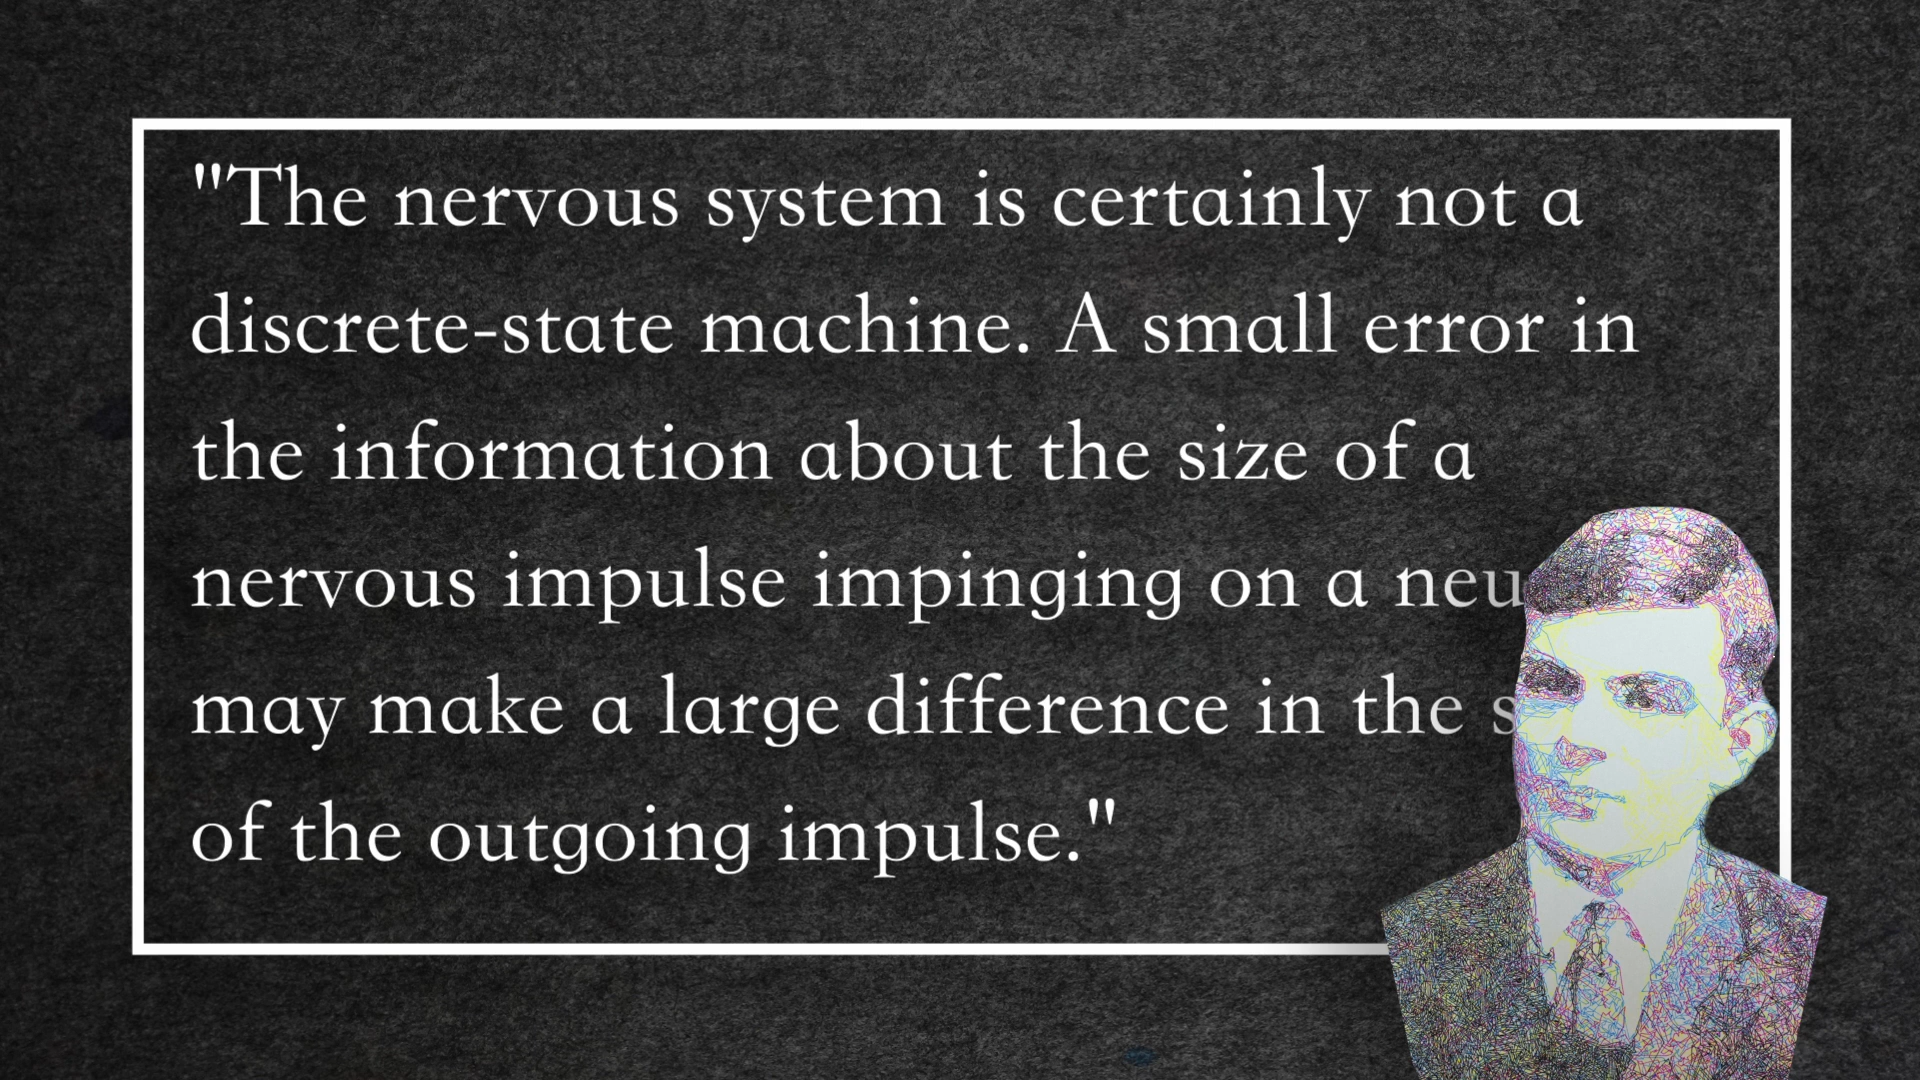 "The nervous system is certainly not a
discrete-state machine. A small error in
the information about the size of a
nervous impulse impinging on a neu
may make a large difference in the s
of the outgoing impulse."